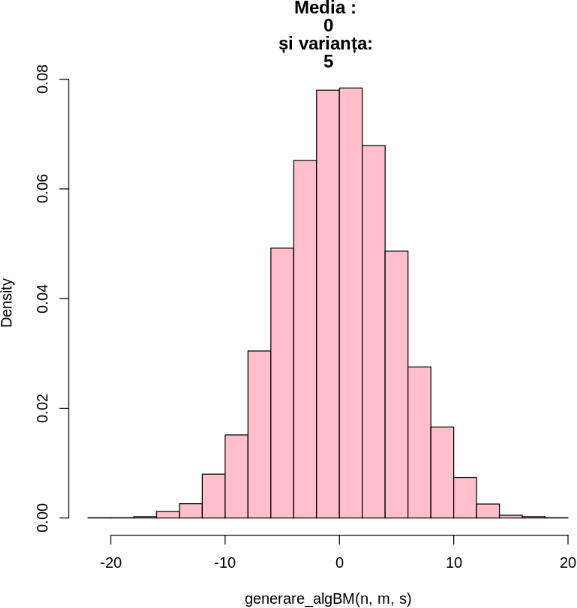 Media :
0
și varianța:
5
0.08
0.06
0.04
0.02
0.00
Density
-20 -10 0 10 20
generare_algBM(n, m, s)